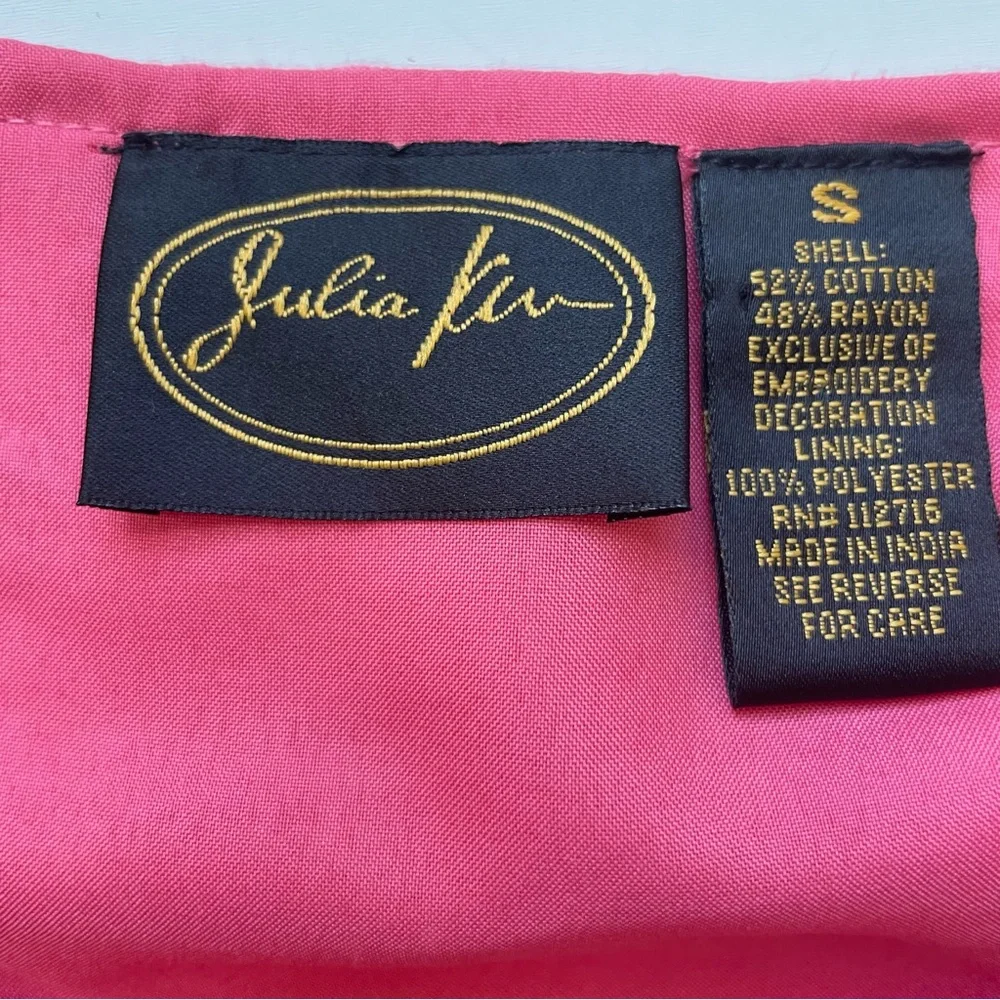 Julia
S
SHELL:
52% COTTON
48% RAYON
EXCLUSIVE OF
EMBROIDERY
DECORATION
LINING:
100% POLYESTER
RN# 112716
MADE IN INDIA
SEE REVERSE
FOR CARE